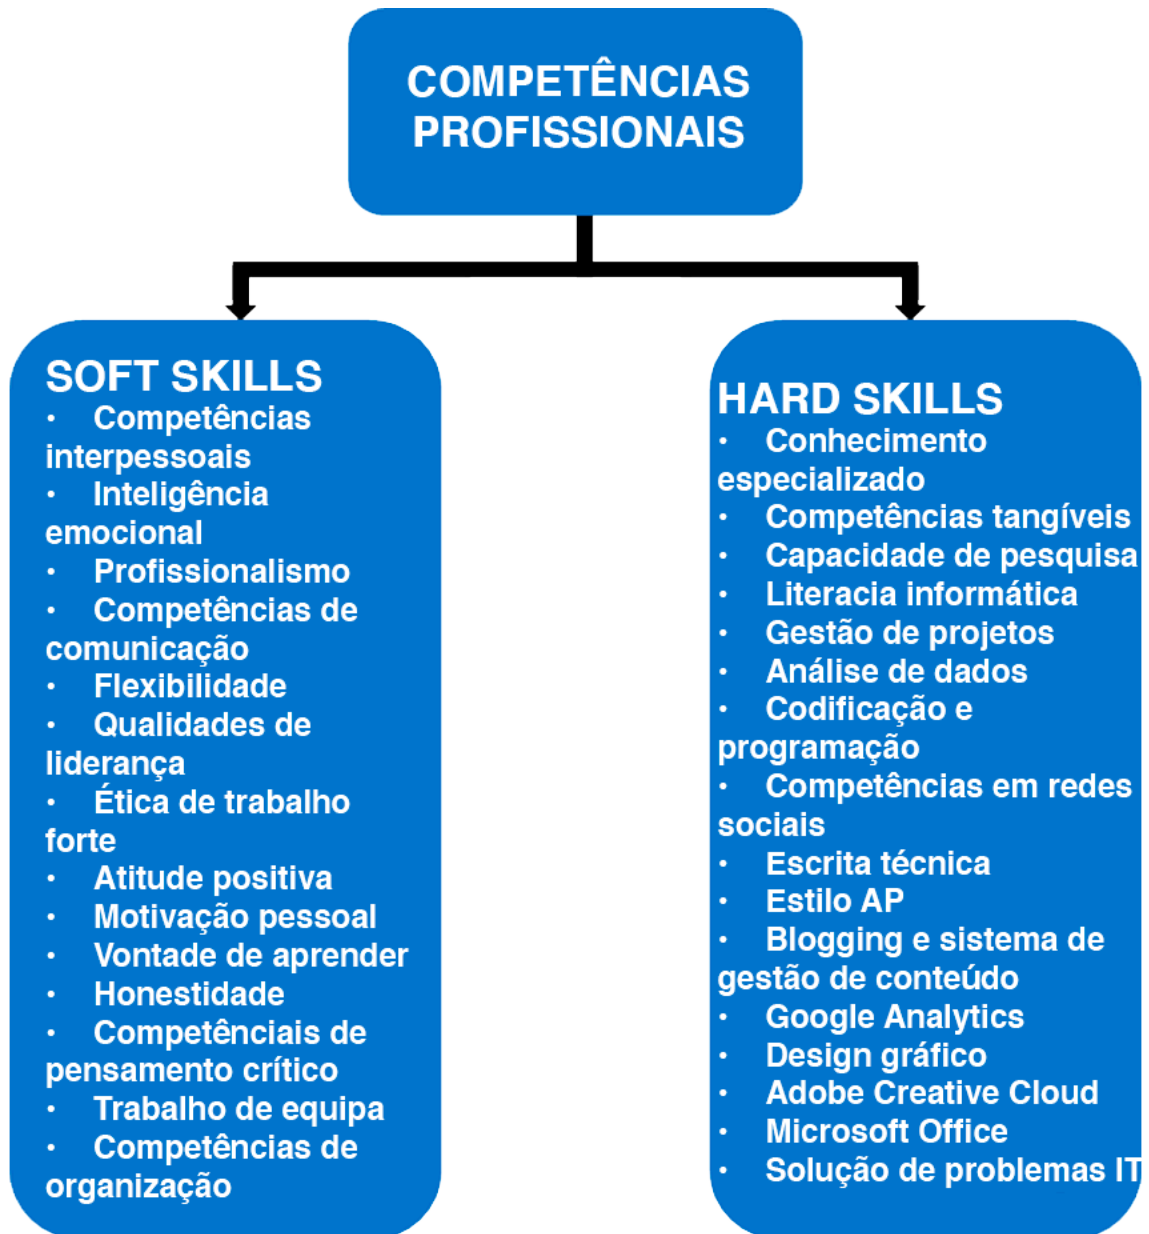 COMPETÊNCIAS
PROFISSIONAIS
SOFT SKILLS
• Competências
interpessoais
• Inteligência
emocional
• Profissionalismo
• Competências de
comunicação
• Flexibilidade
• Qualidades de
liderança
• Ética de trabalho
forte
• Atitude positiva
• Motivação pessoal
• Vontade de aprender
• Honestidade
• Competênciais de
pensamento crítico
• Trabalho de equipa
• Competências de
organização
HARD SKILLS
• Conhecimento
especializado
• Competências tangíveis
• Capacidade de pesquisa
• Literacia informática
• Gestão de projetos
• Análise de dados
• Codificação e
programação
• Competências em redes
sociais
• Escrita técnica
• Estilo AP
• Blogging e sistema de
gestão de conteúdo
• Google Analytics
• Design gráfico
• Adobe Creative Cloud
• Microsoft Office
• Solução de problemas IT